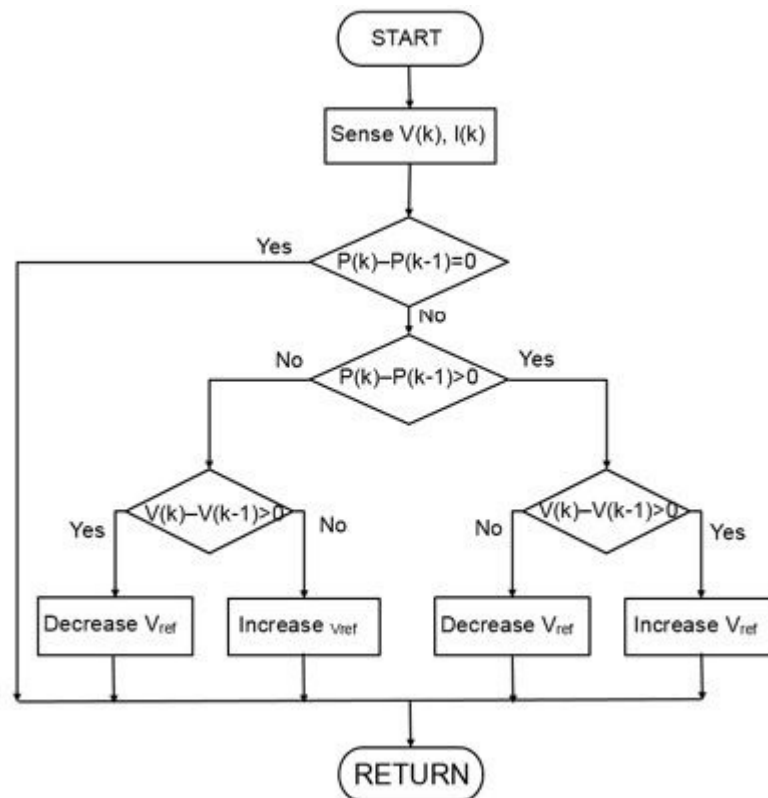 START
Sense V(k), I(k)
Yes
P(k)–P(k-1)=0
No
No
P(k)–P(k-1)>0
Yes
Yes
V(k)–V(k-1)>0
No
No
V(k)–V(k-1)>0
Yes
Decrease Vref
Increase Vref
Decrease Vref
Increase Vref
RETURN